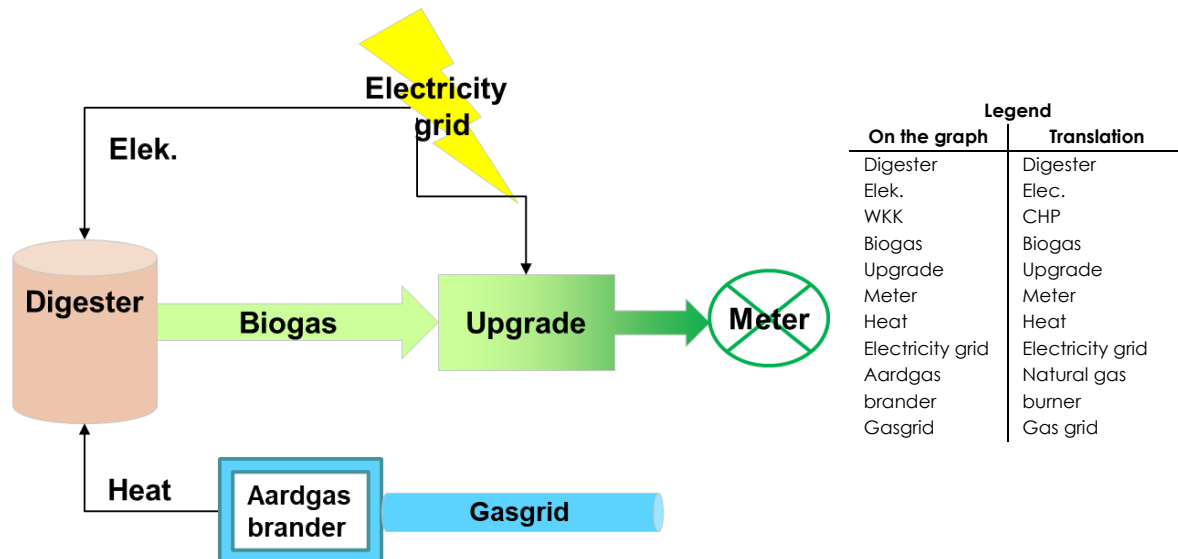 Electricity
grid
Elek.
Digester
Biogas
Upgrade
Meter
Heat
Aardgas
brander
Gasgrid
Legend
On the graph Translation
Digester Digester
Elek. Elec.
WKK CHP
Biogas Biogas
Upgrade Upgrade
Meter Meter
Heat Heat
Electricity grid Electricity grid
Aardgas Natural gas
brander burner
Gasgrid Gas grid